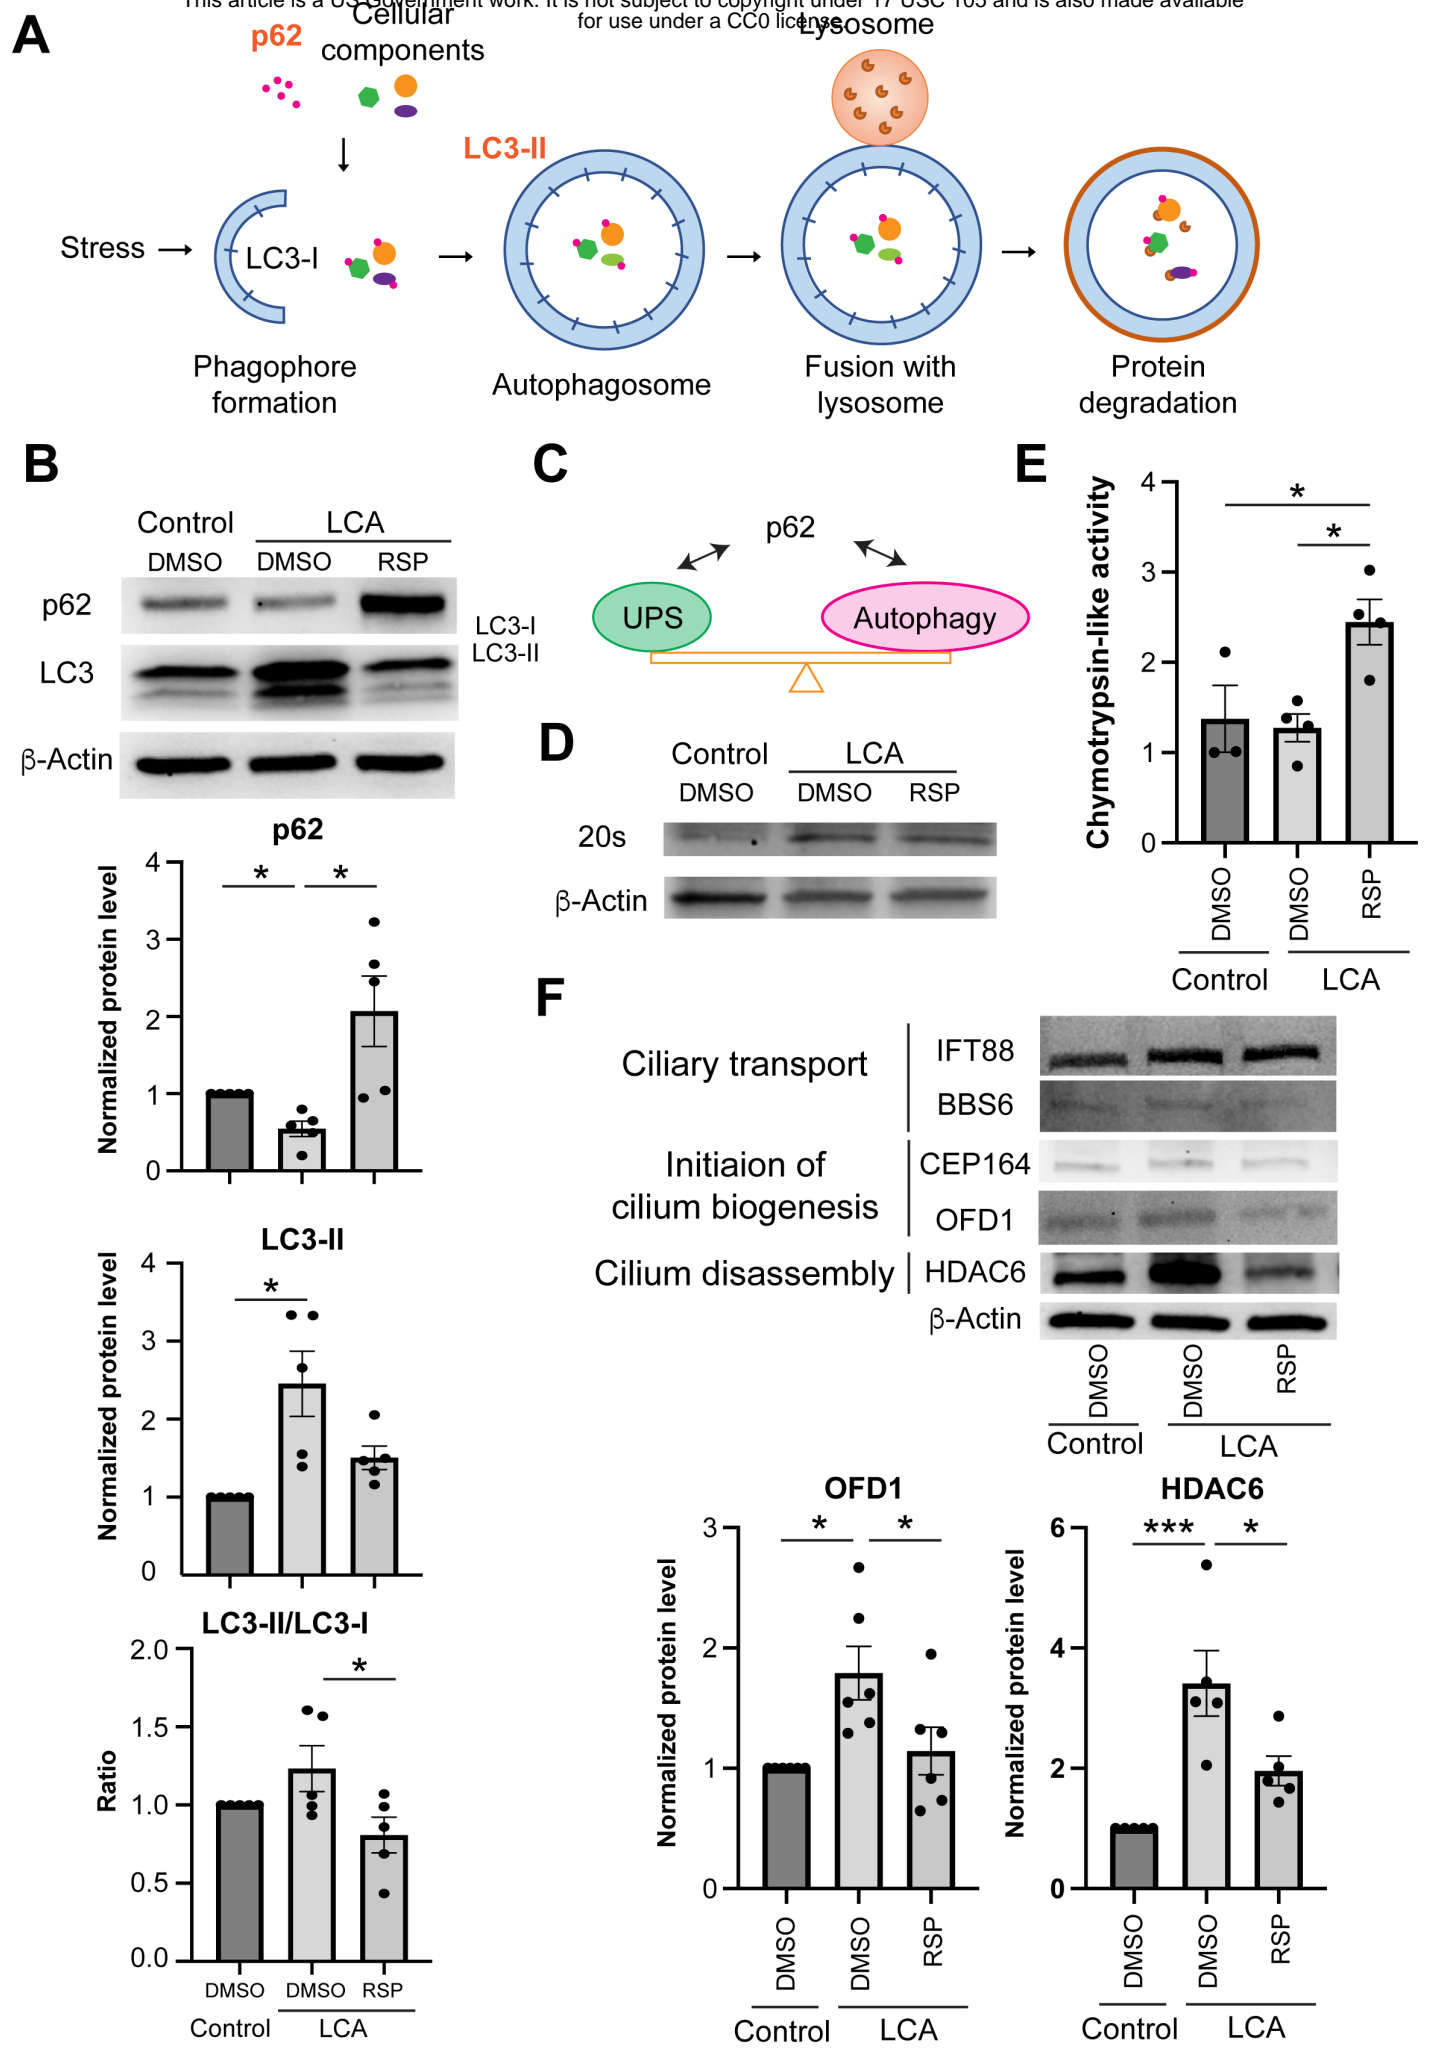 This article is a US Government work. It is not subject to copyright under 17 USC 105 and is also made available
for use under a CC0 license.
A
p62
Cellular
components
Lysosome
LC3-II
Stress
LC3-I
Phagophore
formation
Autophagosome
Fusion with
lysosome
Protein
degradation
B
Control
LCA
DMSO
DMSO
RSP
p62
LC3
LC3-I
LC3-II
β-Actin
p62
Normalized protein level
4
3
2
1
0
*
*
LC3-II
Normalized protein level
4
3
2
1
0
*
LC3-II/LC3-I
Ratio
2.0
1.5
1.0
0.5
0.0
*
DMSO
DMSO
RSP
Control
LCA
C
p62
UPS
Autophagy
D
Control
LCA
DMSO
DMSO
RSP
20s
β-Actin
E
Chymotrypsin-like activity
4
3
2
1
0
*
*
DMSO
DMSO
RSP
Control
LCA
F
Ciliary transport
IFT88
BBS6
Initiaion of
cilium biogenesis
CEP164
OFD1
Cilium disassembly
HDAC6
β-Actin
DMSO
DMSO
RSP
Control
LCA
OFD1
Normalized protein level
3
2
1
0
*
*
DMSO
DMSO
RSP
Control
LCA
HDAC6
Normalized protein level
6
4
2
0
***
*
DMSO
DMSO
RSP
Control
LCA